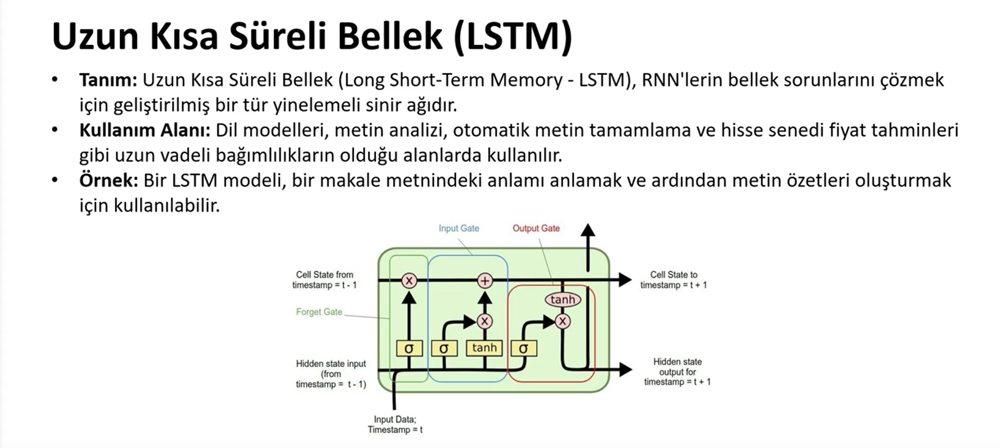 Uzun Kısa Süreli Bellek (LSTM)
• Tanım: Uzun Kısa Süreli Bellek (Long Short-Term Memory - LSTM), RNN'lerin bellek sorunlarını çözmek
için geliştirilmiş bir tür yinelemeli sinir ağıdır.
• Kullanım Alanı: Dil modelleri, metin analizi, otomatik metin tamamlama ve hisse senedi fiyat tahminleri
gibi uzun vadeli bağımlılıkların olduğu alanlarda kullanılır.
• Örnek: Bir LSTM modeli, bir makale metnindeki anlamı anlamak ve ardından metin özetleri oluşturmak
için kullanılabilir.
Input Gate
Output Gate
Cell State from
timestamp = t - 1
x
+
Cell State to
timestamp = t + 1
tanh
Forget Gate
x
x
σ
σ
tanh
σ
Hidden state input
(from
timestamp = t - 1)
Hidden state
output for
timestamp = t + 1
Input Data;
Timestamp = t